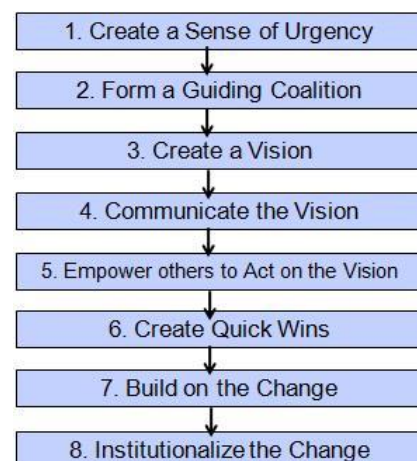 1. Create a Sense of Urgency
2. Form a Guiding Coalition
3. Create a Vision
4. Communicate the Vision
5. Empower others to Act on the Vision
6. Create Quick Wins
7. Build on the Change
8. Institutionalize the Change